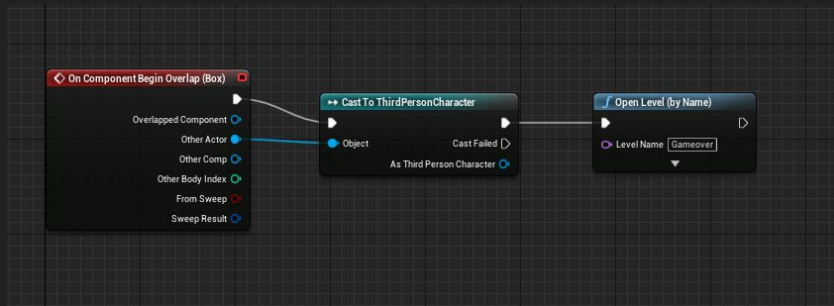 On Component Begin Overlap (Box)
Overlapped Component
Other Actor
Other Comp
Other Body Index
From Sweep
Sweep Result
Cast To ThirdPersonCharacter
Object
Cast Failed
As Third Person Character
Open Level (by Name)
Level Name Gameover